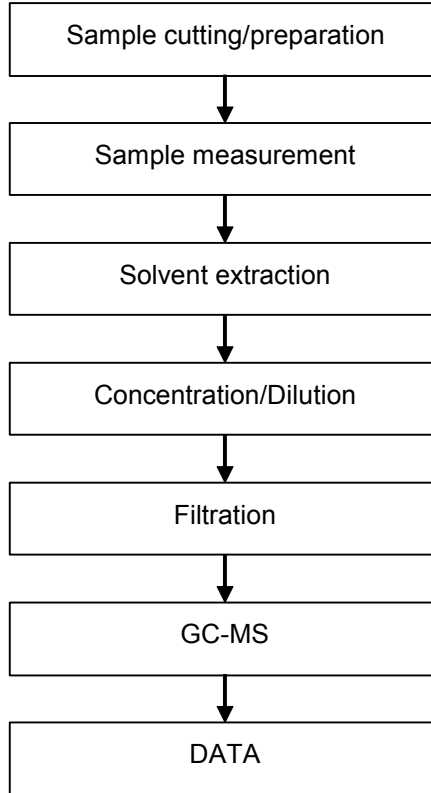 Sample cutting/preparation
Sample measurement
Solvent extraction
Concentration/Dilution
Filtration
GC-MS
DATA